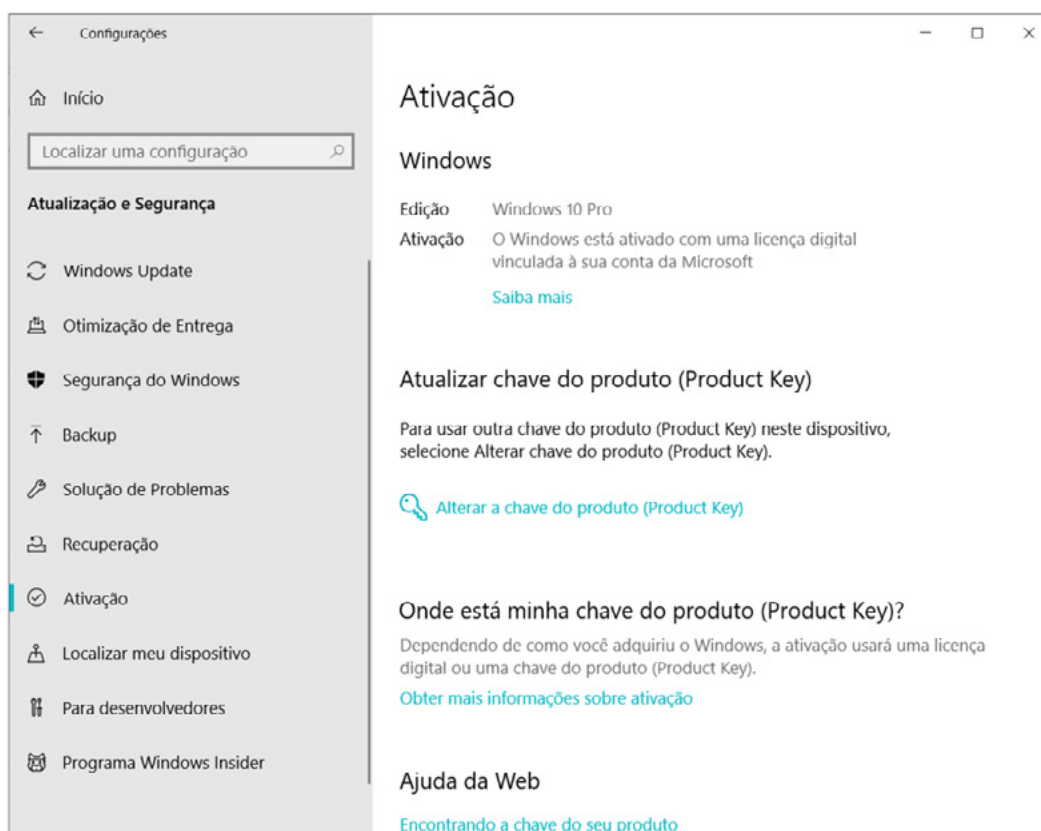 Configurações
Início
Localizar uma configuração
Atualização e Segurança
Windows Update
Otimização de Entrega
Segurança do Windows
Backup
Solução de Problemas
Recuperação
Ativação
Localizar meu dispositivo
Para desenvolvedores
Programa Windows Insider
Ativação
Windows
Edição Windows 10 Pro
Ativação O Windows está ativado com uma licença digital
vinculada à sua conta da Microsoft
Saiba mais
Atualizar chave do produto (Product Key)
Para usar outra chave do produto (Product Key) neste dispositivo,
selecione Alterar chave do produto (Product Key).
Alterar a chave do produto (Product Key)
Onde está minha chave do produto (Product Key)?
Dependendo de como você adquiriu o Windows, a ativação usará uma licença
digital ou uma chave do produto (Product Key).
Obter mais informações sobre ativação
Ajuda da Web
Encontrando a chave do seu produto